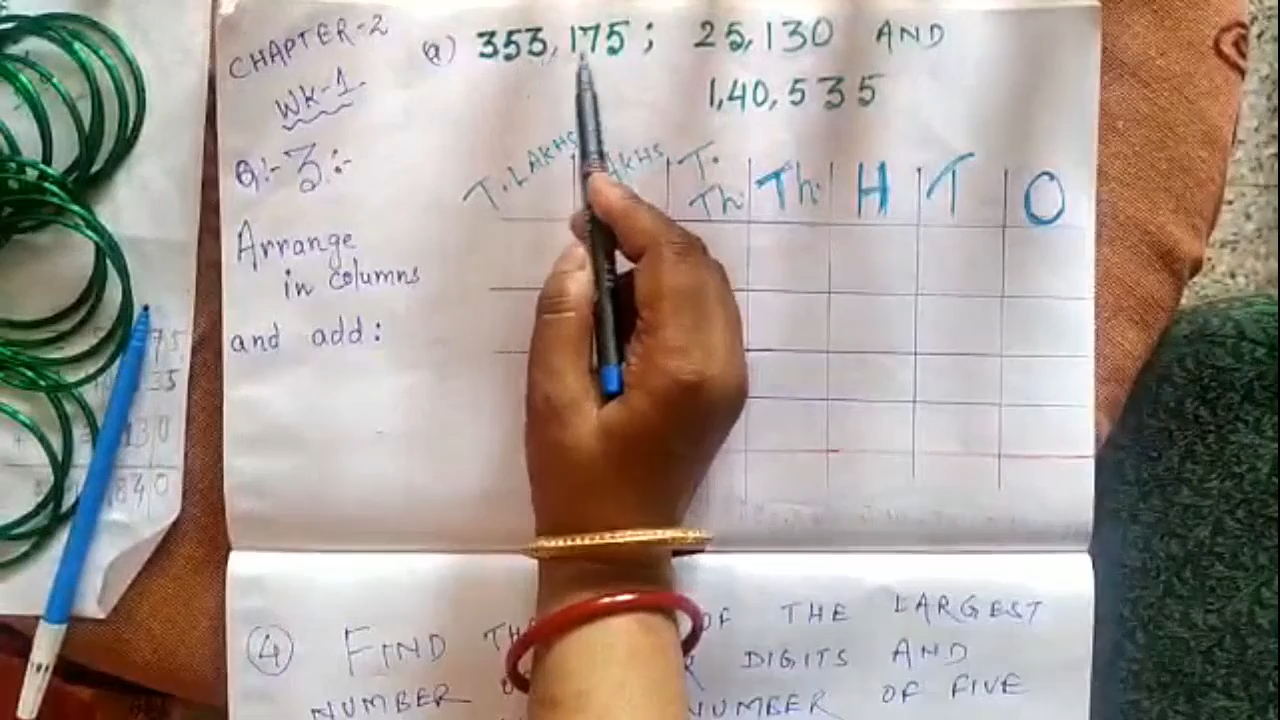 CHAPTER-2
WK-1
Q:- 3:-
Arrange
in columns
and add:
a) 353,175; 25,130 AND
1,40,535
T. LAKHS T. Th Th. H T O
4 FIND OF THE LARGEST
NUMBER DIGITS AND
NUMBER OF FIVE